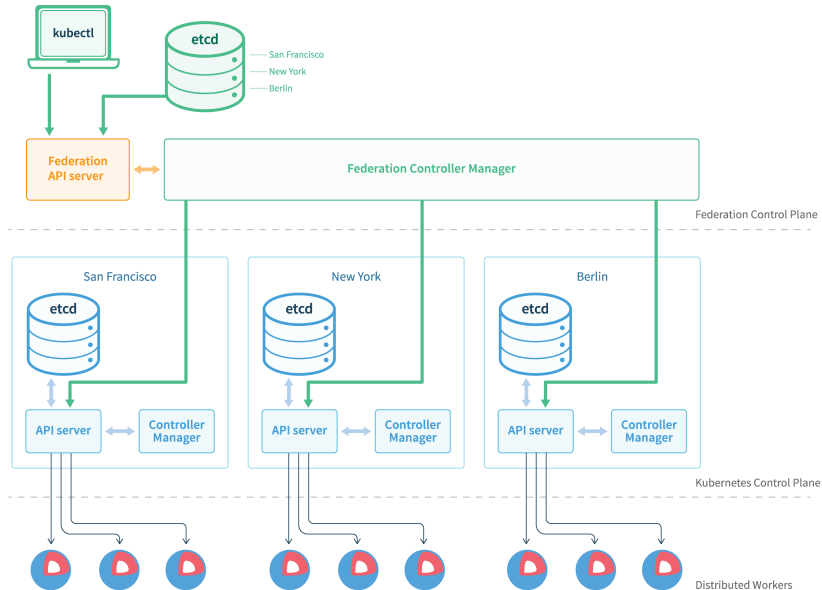 kubectl
etcd
San Francisco
New York
Berlin
Federation
API server
Federation Controller Manager
Federation Control Plane
San Francisco
New York
Berlin
etcd
etcd
etcd
API server
Controller
Manager
API server
Controller
Manager
API server
Controller
Manager
Kubernetes Control Plane
Distributed Workers